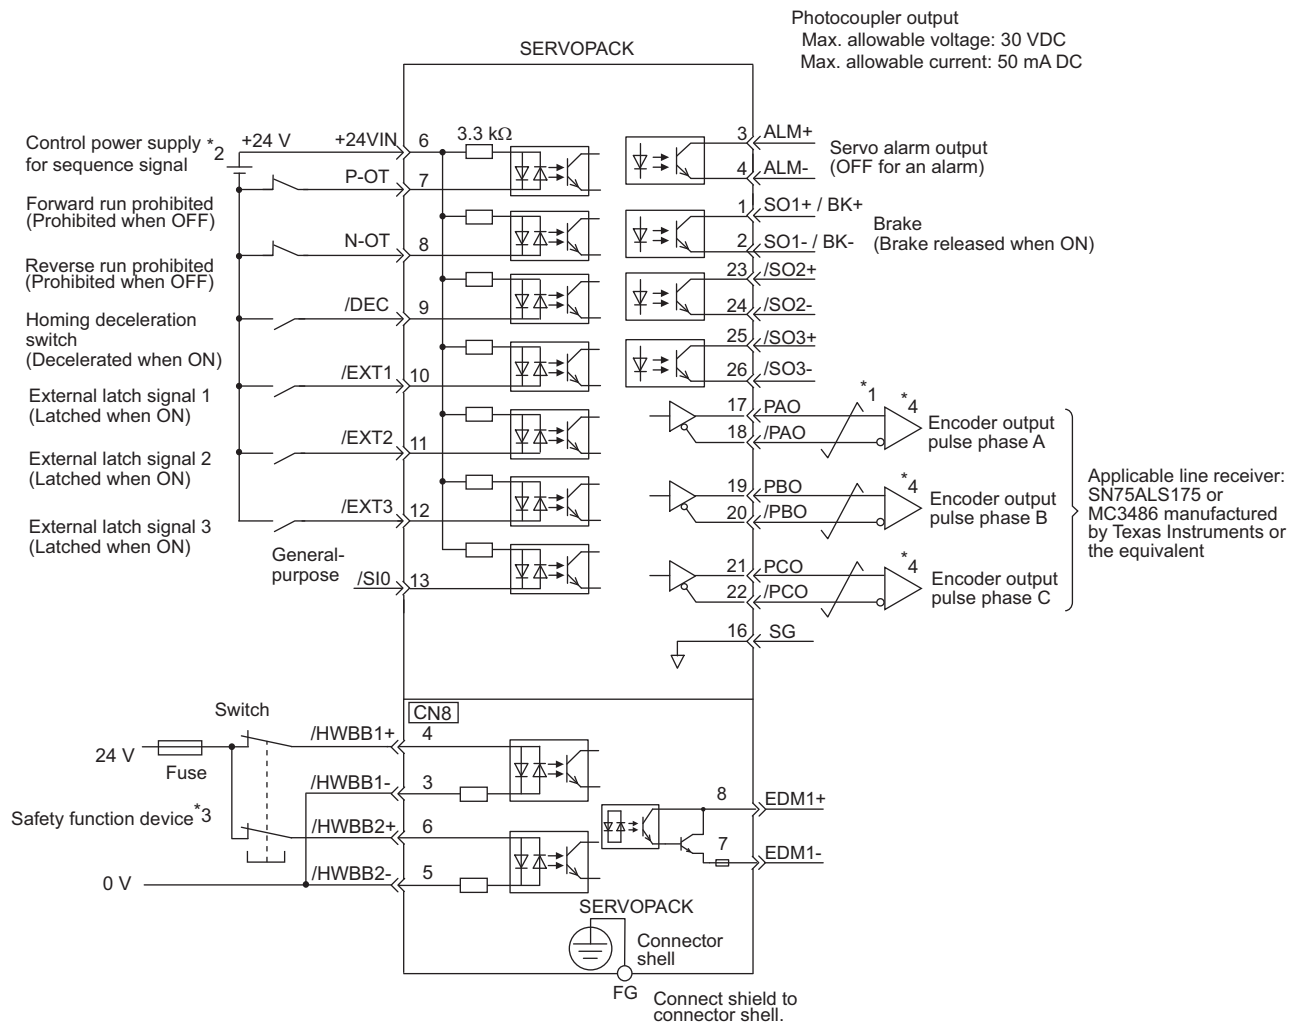 Photocoupler output
Max. allowable voltage: 30 VDC
Max. allowable current: 50 mA DC
SERVOPACK
Control power supply *2
for sequence signal
+24 V
+24VIN 6
3.3 kΩ
P-OT 7
Forward run prohibited
(Prohibited when OFF)
N-OT 8
Reverse run prohibited
(Prohibited when OFF)
/DEC 9
Homing deceleration
switch
(Decelerated when ON)
/EXT1 10
External latch signal 1
(Latched when ON)
/EXT2 11
External latch signal 2
(Latched when ON)
/EXT3 12
External latch signal 3
(Latched when ON)
General-
purpose
/SI0 13
3 ALM+
4 ALM-
Servo alarm output
(OFF for an alarm)
1 SO1+ / BK+
2 SO1- / BK-
Brake
(Brake released when ON)
23 /SO2+
24 /SO2-
25 /SO3+
26 /SO3-
17 PAO
18 /PAO
*1
*4
Encoder output
pulse phase A
19 PBO
20 /PBO
*4
Encoder output
pulse phase B
21 PCO
22 /PCO
*4
Encoder output
pulse phase C
Applicable line receiver:
SN75ALS175 or
MC3486 manufactured
by Texas Instruments or
the equivalent
16 SG
CN8
Switch
24 V
Fuse
/HWBB1+ 4
/HWBB1- 3
Safety function device*3
/HWBB2+ 6
0 V
/HWBB2- 5
8 EDM1+
7 EDM1-
SERVOPACK
Connector
shell
FG
Connect shield to
connector shell.